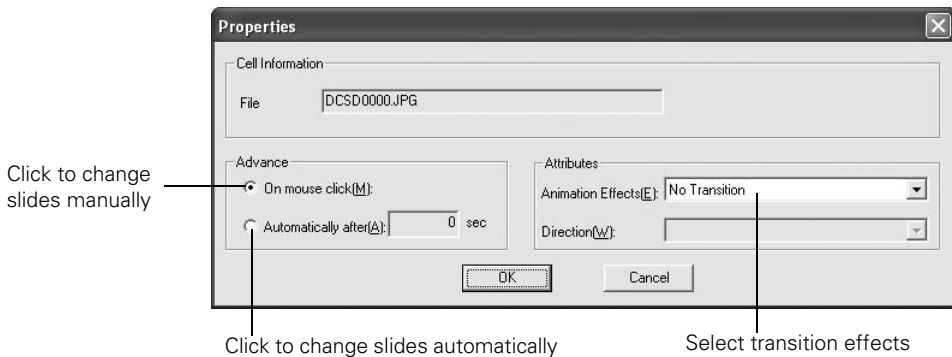 Properties
Cell Information
File DCSD0000.JPG
Advance
On mouse click(M):
Automatically after(A): 0 sec
Attributes
Animation Effects(E): No Transition
Direction(W):
OK Cancel
Click to change
slides manually
Click to change slides automatically
Select transition effects